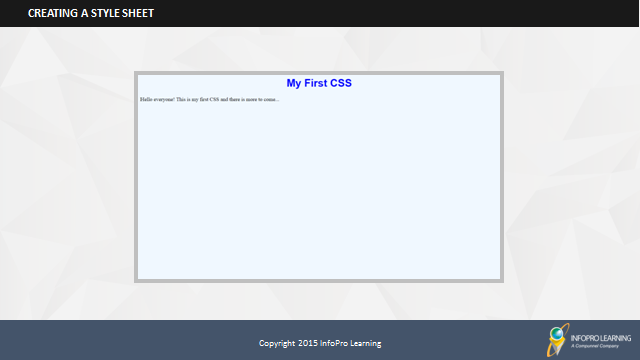 CREATING A STYLE SHEET
My First CSS
Hello everyone! This is my first CSS and there is more to come...
Copyright 2015 InfoPro Learning
INFOPRO LEARNING
A Compunnel Company